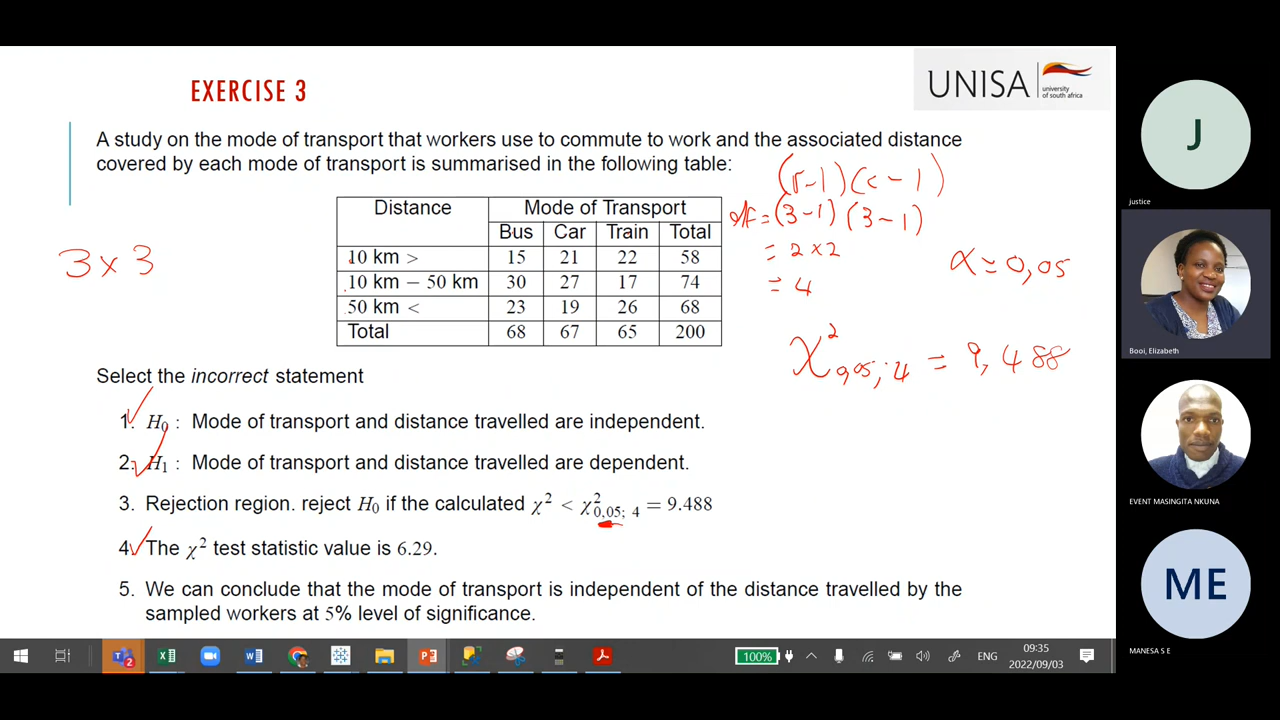 EXERCISE 3
UNISA
university
of south africa
A study on the mode of transport that workers use to commute to work and the associated distance
covered by each mode of transport is summarised in the following table:
Distance Mode of Transport
Bus Car Train Total
10 km > 15 21 22 58
10 km − 50 km 30 27 17 74
50 km < 23 19 26 68
Total 68 67 65 200
3 x 3
(r-1)(c-1)
df = (3-1)(3-1)
= 2 x 2
= 4
α = 0,05
χ² 0,05; 4 = 9,488
Select the incorrect statement
1. H₀ : Mode of transport and distance travelled are independent.
2. H₁ : Mode of transport and distance travelled are dependent.
3. Rejection region. reject H₀ if the calculated χ² < χ²0,05; 4 = 9.488
4. The χ² test statistic value is 6.29.
5. We can conclude that the mode of transport is independent of the distance travelled by the
sampled workers at 5% level of significance.
J
justice
Booi, Elizabeth
EVENT MASINGITA NKUNA
ME
MANESA S E
100%
ENG
09:35
2022/09/03